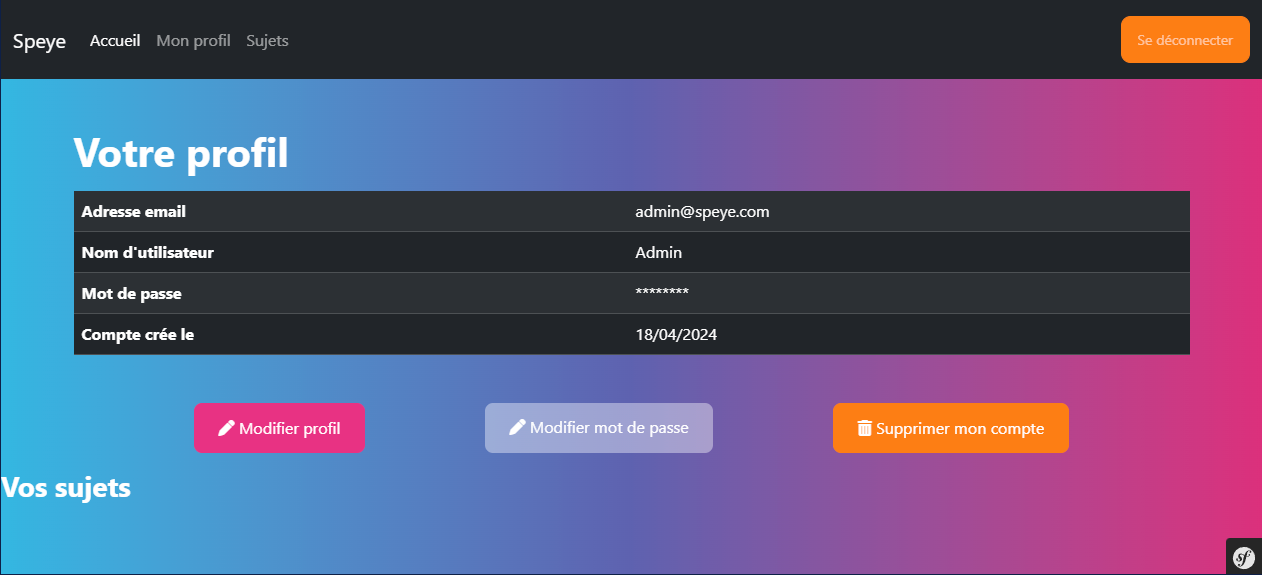 Speye Accueil Mon profil Sujets Se déconnecter
Votre profil
Adresse email admin@speye.com
Nom d'utilisateur Admin
Mot de passe ********
Compte crée le 18/04/2024
Modifier profil Modifier mot de passe Supprimer mon compte
Vos sujets
sf